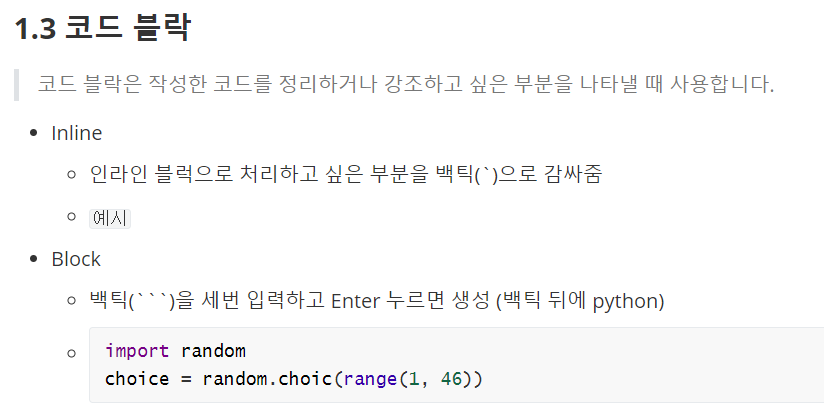 1.3 코드 블락
코드 블락은 작성한 코드를 정리하거나 강조하고 싶은 부분을 나타낼 때 사용합니다.
Inline
인라인 블럭으로 처리하고 싶은 부분을 백틱(`)으로 감싸줌
예시
Block
백틱(```)을 세번 입력하고 Enter 누르면 생성 (백틱 뒤에 python)
import random
choice = random.choic(range(1, 46))